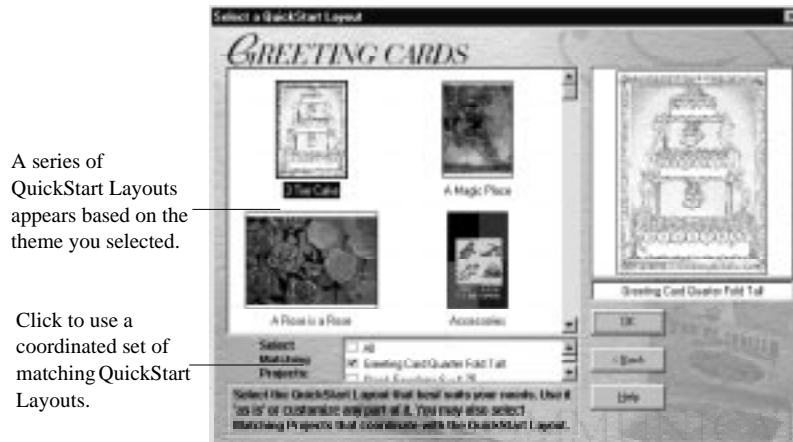 Select a QuickStart Layout
GREETING CARDS
3 Tier Cake
A Magic Place
A Rose is a Rose
Accessories
Greeting Card Quarter Fold Tall
OK
< Back
Help
Select
Matching
Projects:
All
Greeting Card Quarter Fold Tall
Select the QuickStart Layout that best suits your needs. Use it
'as is' or customize any part of it. You may also select
Matching Projects that coordinate with the QuickStart Layout.
A series of
QuickStart Layouts
appears based on the
theme you selected.
Click to use a
coordinated set of
matching QuickStart
Layouts.